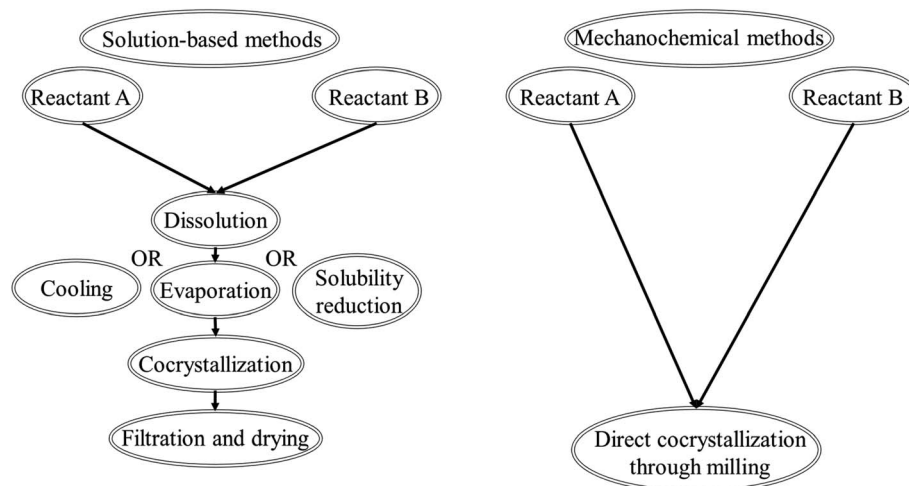 Solution-based methods
Mechanochemical methods
Reactant A
Reactant B
Reactant A
Reactant B
Dissolution
OR
OR
Cooling
Evaporation
Solubility
reduction
Cocrystallization
Filtration and drying
Direct cocrystallization
through milling